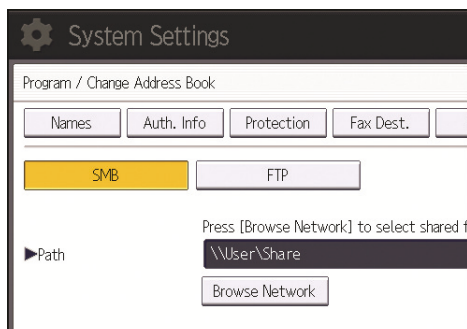 System Settings
Program / Change Address Book
Names Auth. Info Protection Fax Dest.
SMB FTP
Press [Browse Network] to select shared
▶Path \\User\Share
Browse Network